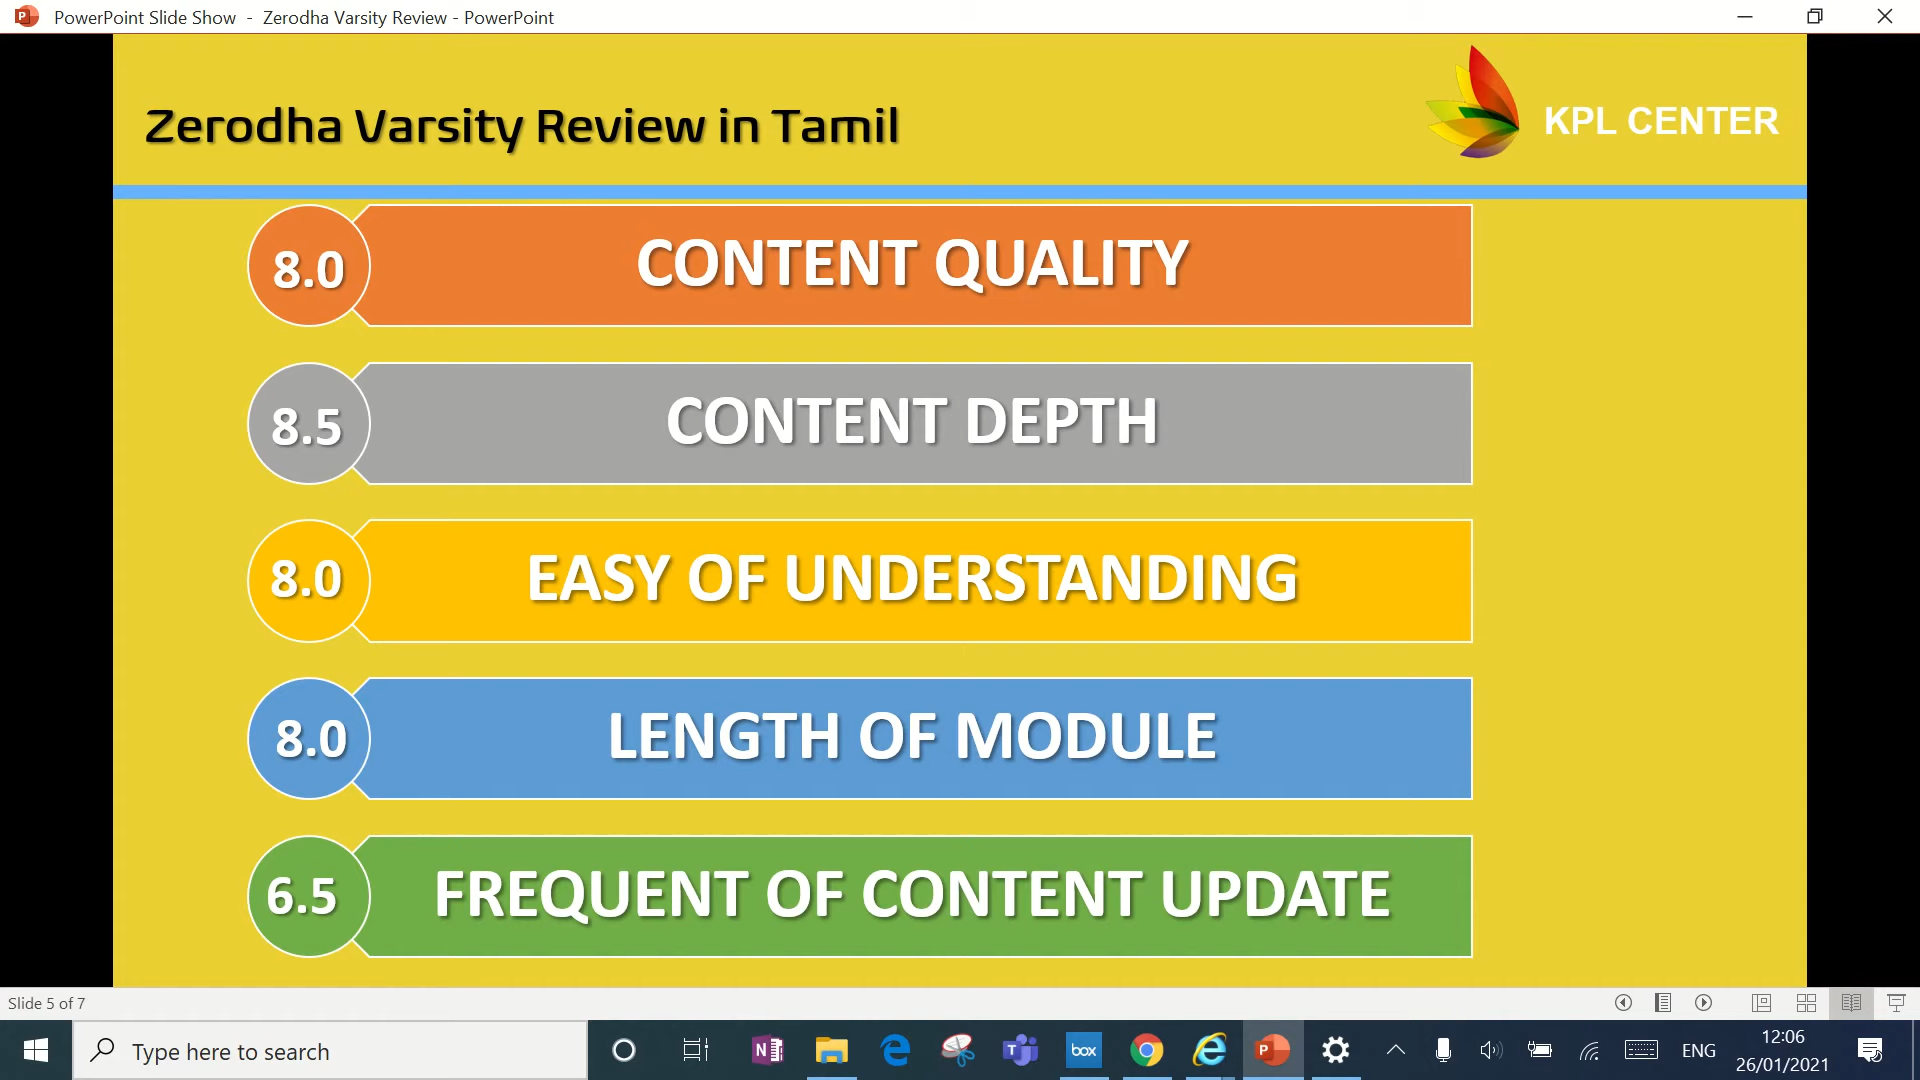 PowerPoint Slide Show - Zerodha Varsity Review - PowerPoint
Zerodha Varsity Review in Tamil
KPL CENTER
8.0 CONTENT QUALITY
8.5 CONTENT DEPTH
8.0 EASY OF UNDERSTANDING
8.0 LENGTH OF MODULE
6.5 FREQUENT OF CONTENT UPDATE
Slide 5 of 7
Type here to search
N
T
box
P
ENG
12:06
26/01/2021